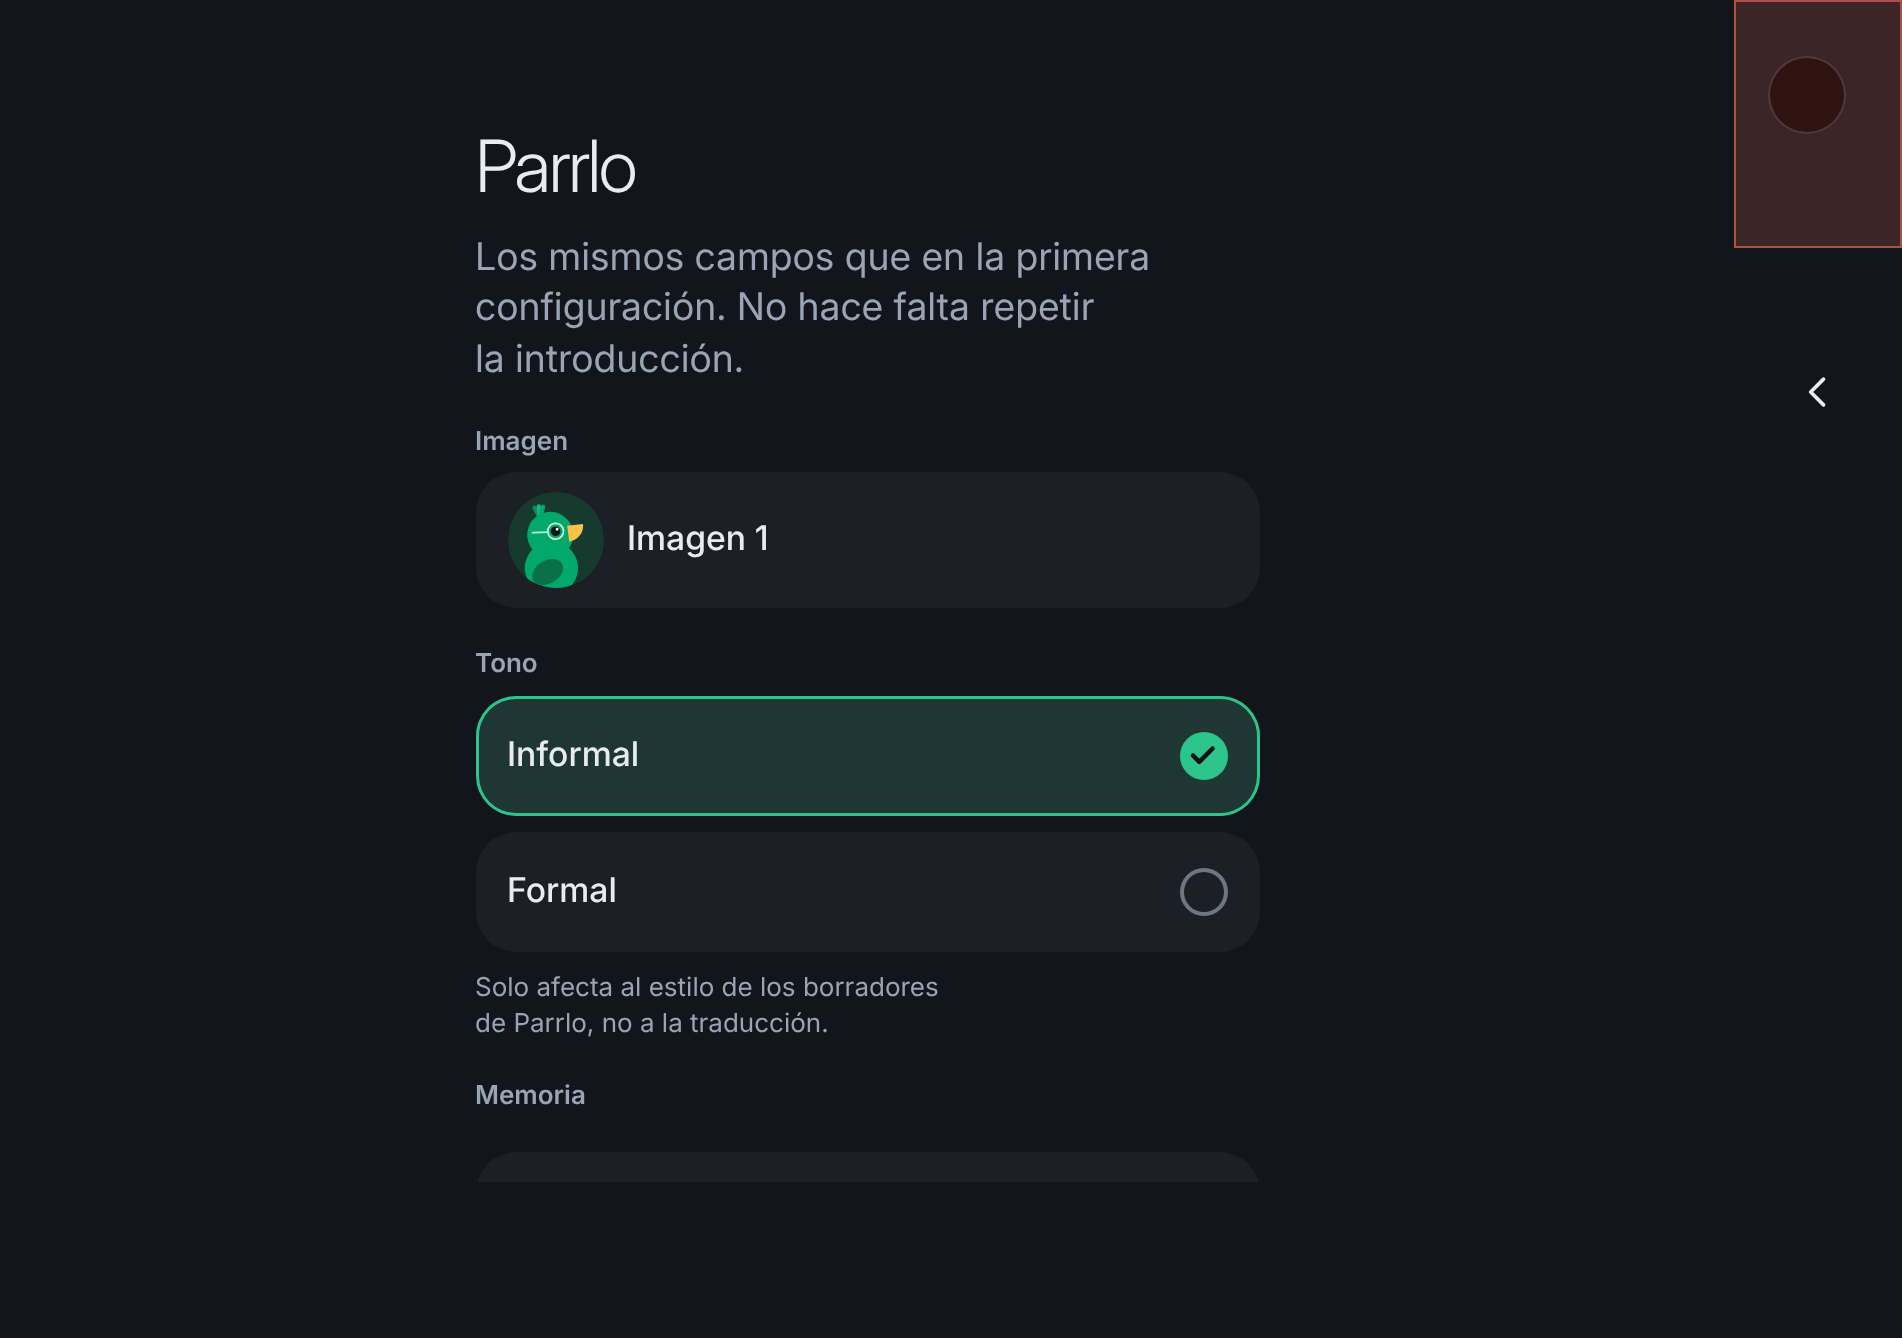 Parrlo
Los mismos campos que en la primera
configuración. No hace falta repetir
la introducción.
Imagen
Imagen 1
Tono
Informal
Formal
Solo afecta al estilo de los borradores
de Parrlo, no a la traducción.
Memoria